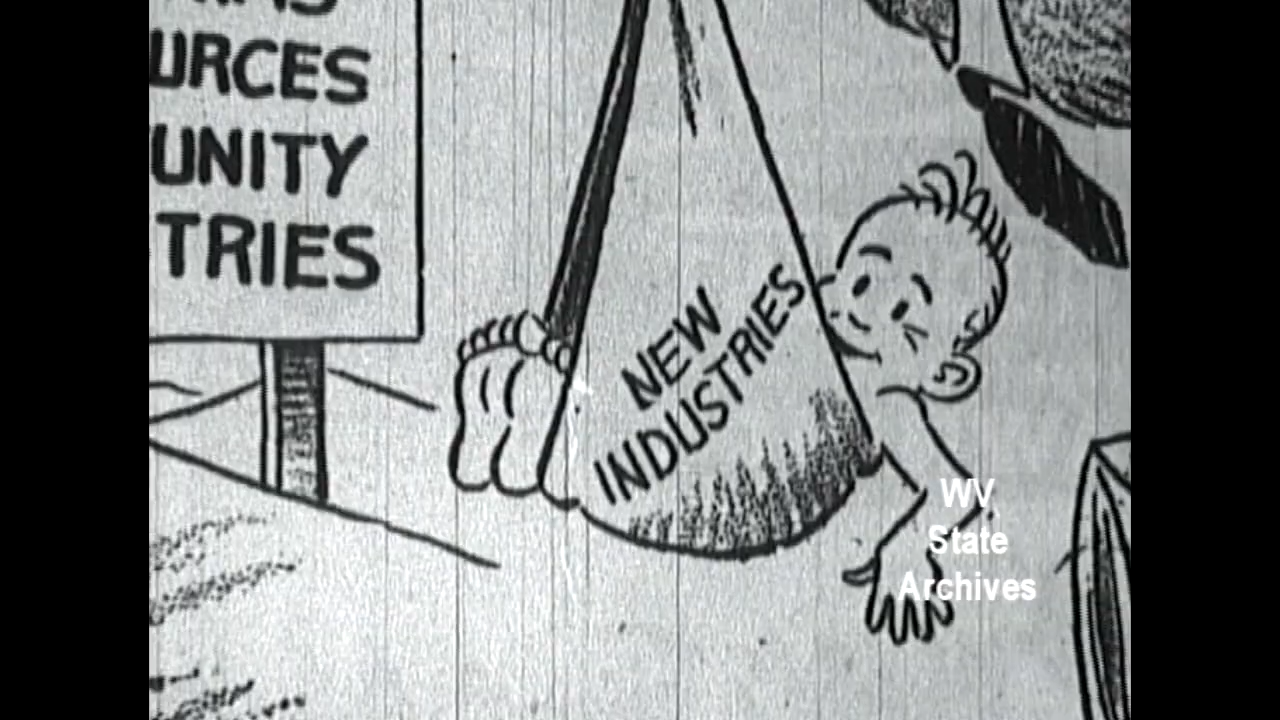 URCES
UNITY
TRIES
NEW
INDUSTRIES
WV
State
Archives